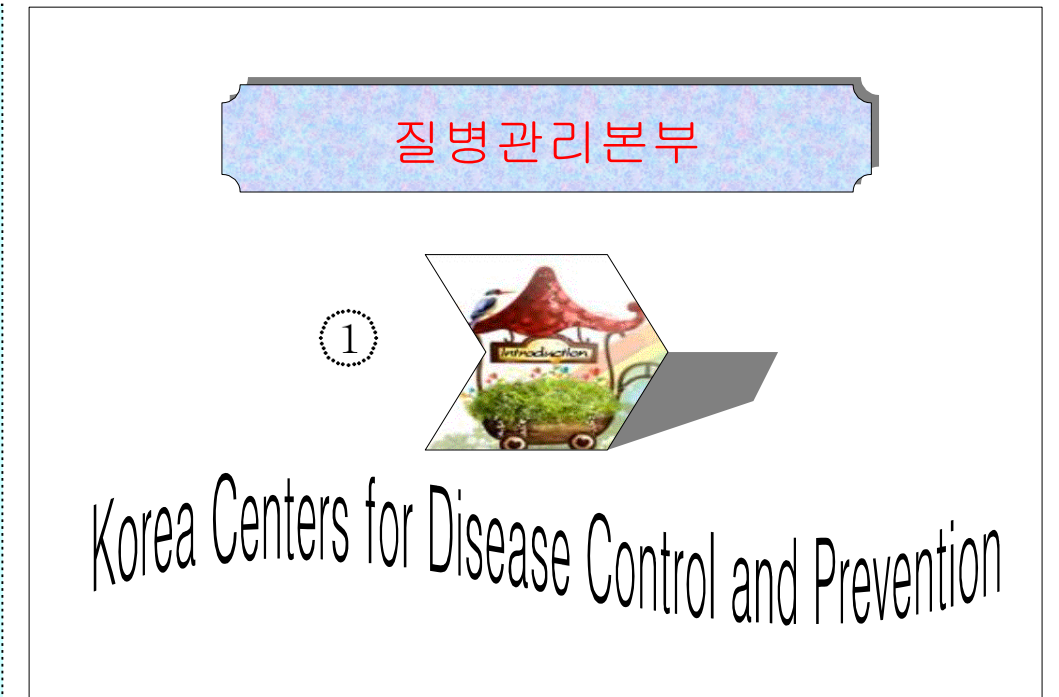 질병관리본부
1
Introduction
Korea Centers for Disease Control and Prevention